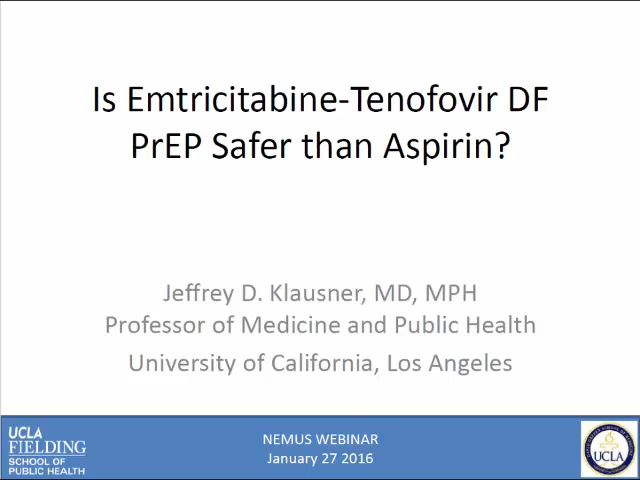 Is Emtricitabine-Tenofovir DF
PrEP Safer than Aspirin?
Jeffrey D. Klausner, MD, MPH
Professor of Medicine and Public Health
University of California, Los Angeles
UCLA
FIELDING
SCHOOL OF
PUBLIC HEALTH
NEMUS WEBINAR
January 27 2016
UCLA